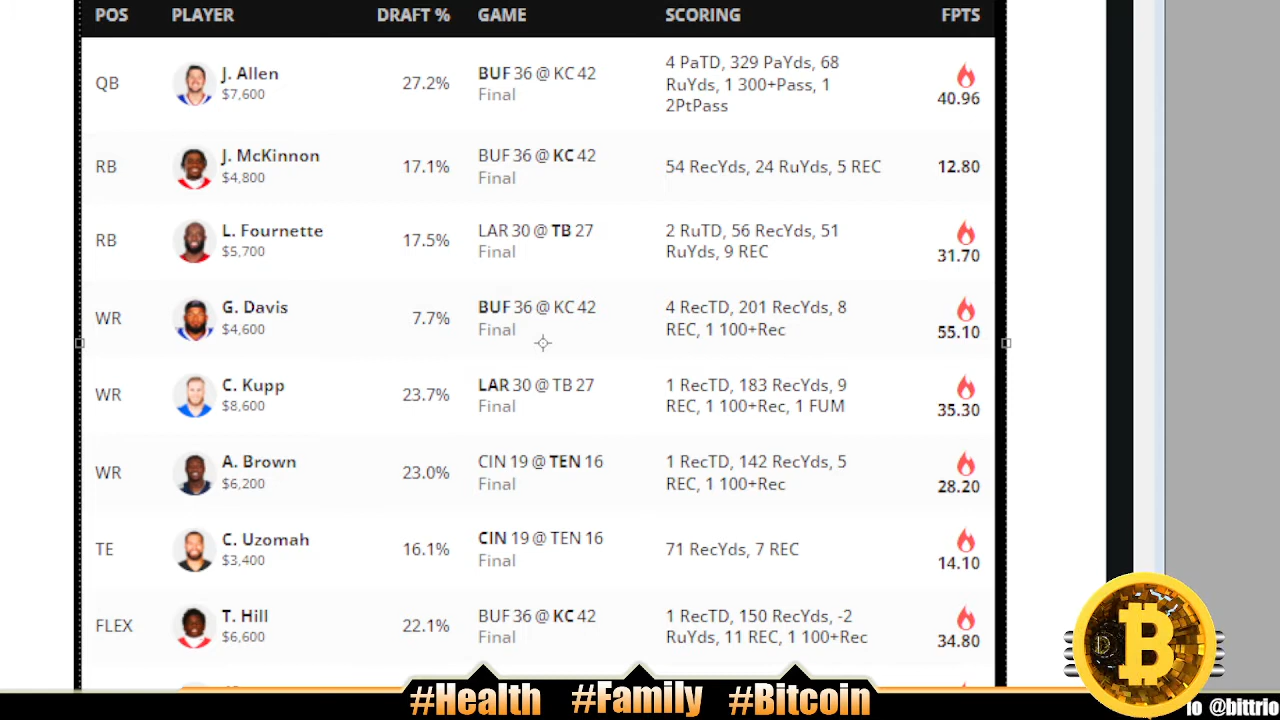 POS PLAYER DRAFT % GAME SCORING FPTS
QB J. Allen $7,600 27.2% BUF 36 @ KC 42 Final 4 PaTD, 329 PaYds, 68 RuYds, 1 300+Pass, 1 2PtPass 40.96
RB J. McKinnon $4,800 17.1% BUF 36 @ KC 42 Final 54 RecYds, 24 RuYds, 5 REC 12.80
RB L. Fournette $5,700 17.5% LAR 30 @ TB 27 Final 2 RuTD, 56 RecYds, 51 RuYds, 9 REC 31.70
WR G. Davis $4,600 7.7% BUF 36 @ KC 42 Final 4 RecTD, 201 RecYds, 8 REC, 1 100+Rec 55.10
WR C. Kupp $8,600 23.7% LAR 30 @ TB 27 Final 1 RecTD, 183 RecYds, 9 REC, 1 100+Rec, 1 FUM 35.30
WR A. Brown $6,200 23.0% CIN 19 @ TEN 16 Final 1 RecTD, 142 RecYds, 5 REC, 1 100+Rec 28.20
TE C. Uzomah $3,400 16.1% CIN 19 @ TEN 16 Final 71 RecYds, 7 REC 14.10
FLEX T. Hill $6,600 22.1% BUF 36 @ KC 42 Final 1 RecTD, 150 RecYds, -2 RuYds, 11 REC, 1 100+Rec 34.80
#Health #Family #Bitcoin
io @bittrio